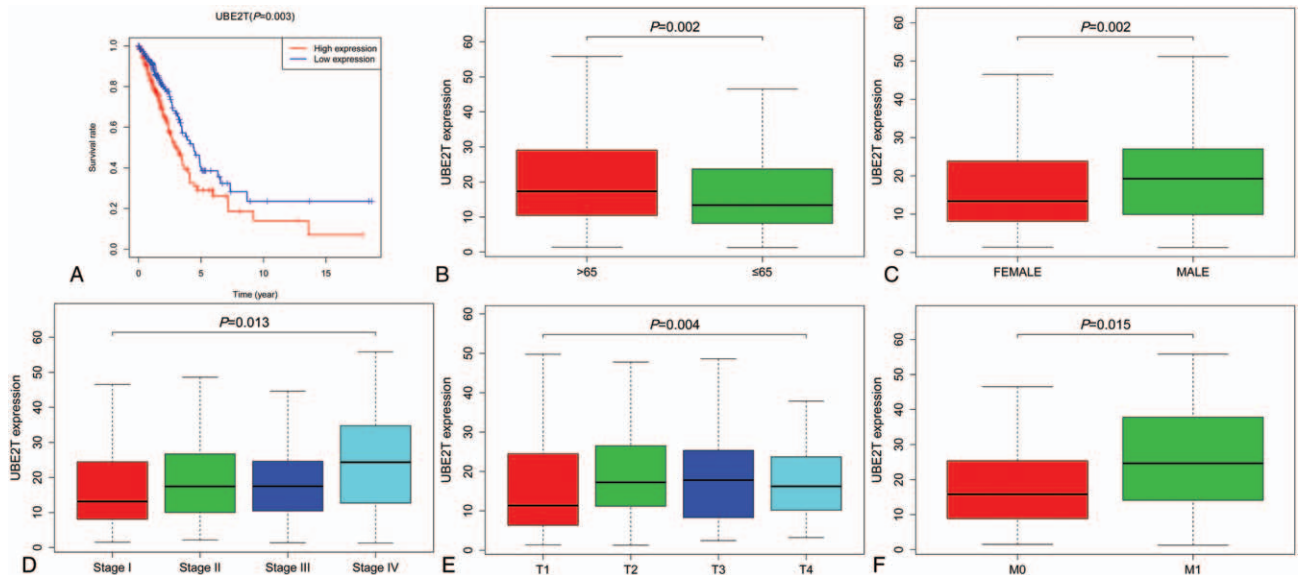 UBE2T(P=0.003)
High expression
Low expression
1.0
0.8
0.6
0.4
0.2
0.0
Survival rate
0 5 10 15
Time (year)
A
P=0.002
60
50
40
30
20
10
0
UBE2T expression
>65 ≤65
B
P=0.002
60
50
40
30
20
10
0
UBE2T expression
FEMALE MALE
C
P=0.013
60
50
40
30
20
10
0
UBE2T expression
Stage I Stage II Stage III Stage IV
D
P=0.004
60
50
40
30
20
10
0
UBE2T expression
T1 T2 T3 T4
E
P=0.015
60
50
40
30
20
10
0
UBE2T expression
M0 M1
F